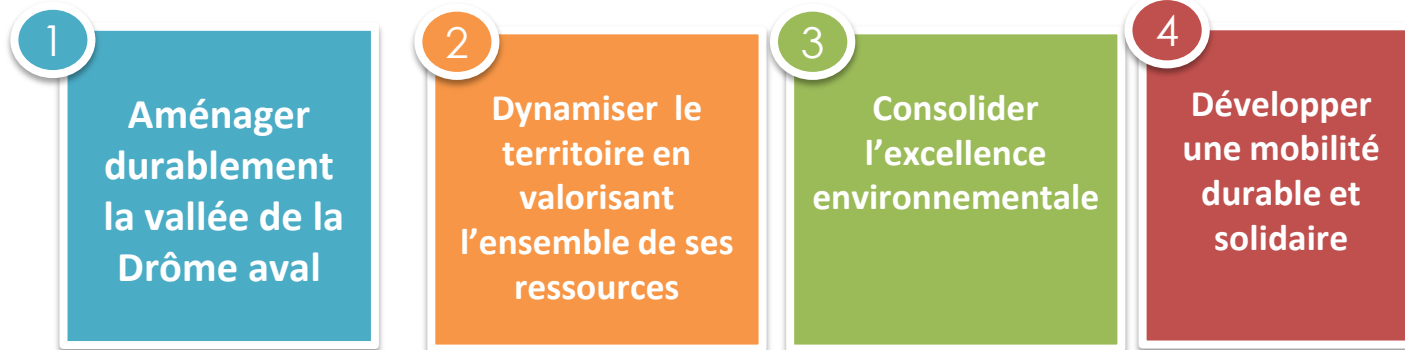 1
Aménager
durablement
la vallée de la
Drôme aval
2
Dynamiser  le
territoire en
valorisant
l’ensemble de ses
ressources
3
Consolider
l’excellence
environnementale
4
Développer
une mobilité
durable et
solidaire